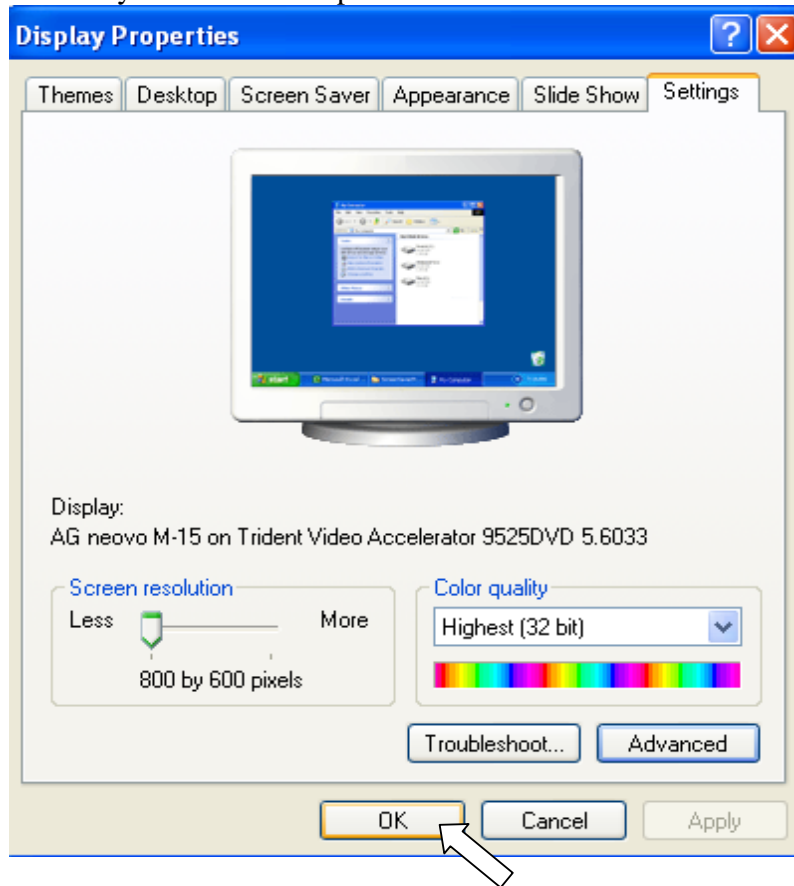 Display Properties
Themes Desktop Screen Saver Appearance Slide Show Settings
start
Display:
AG neovo M-15 on Trident Video Accelerator 9525DVD 5.6033
Screen resolution
Less More
800 by 600 pixels
Color quality
Highest (32 bit)
Troubleshoot... Advanced
OK Cancel Apply